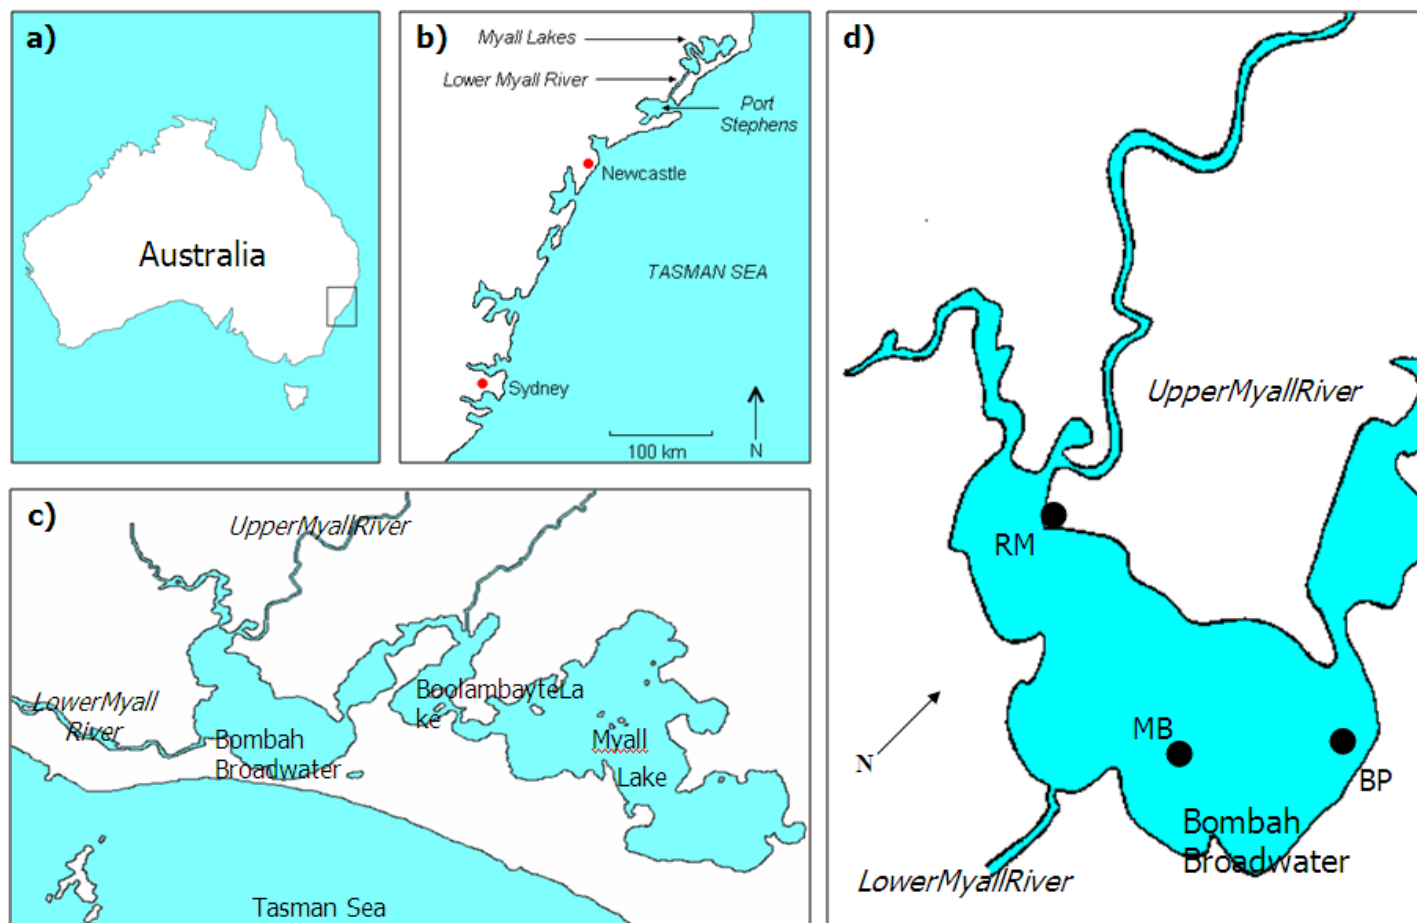 a)
Australia
b)
Myall Lakes
Lower Myall River
Port
Stephens
Newcastle
TASMAN SEA
Sydney
100 km
N
c)
UpperMyallRiver
LowerMyall
River
Bombah
Broadwater
BoolambayteLa
ke
Myall
Lake
Tasman Sea
d)
UpperMyallRiver
RM
MB
BP
N
Bombah
Broadwater
LowerMyallRiver